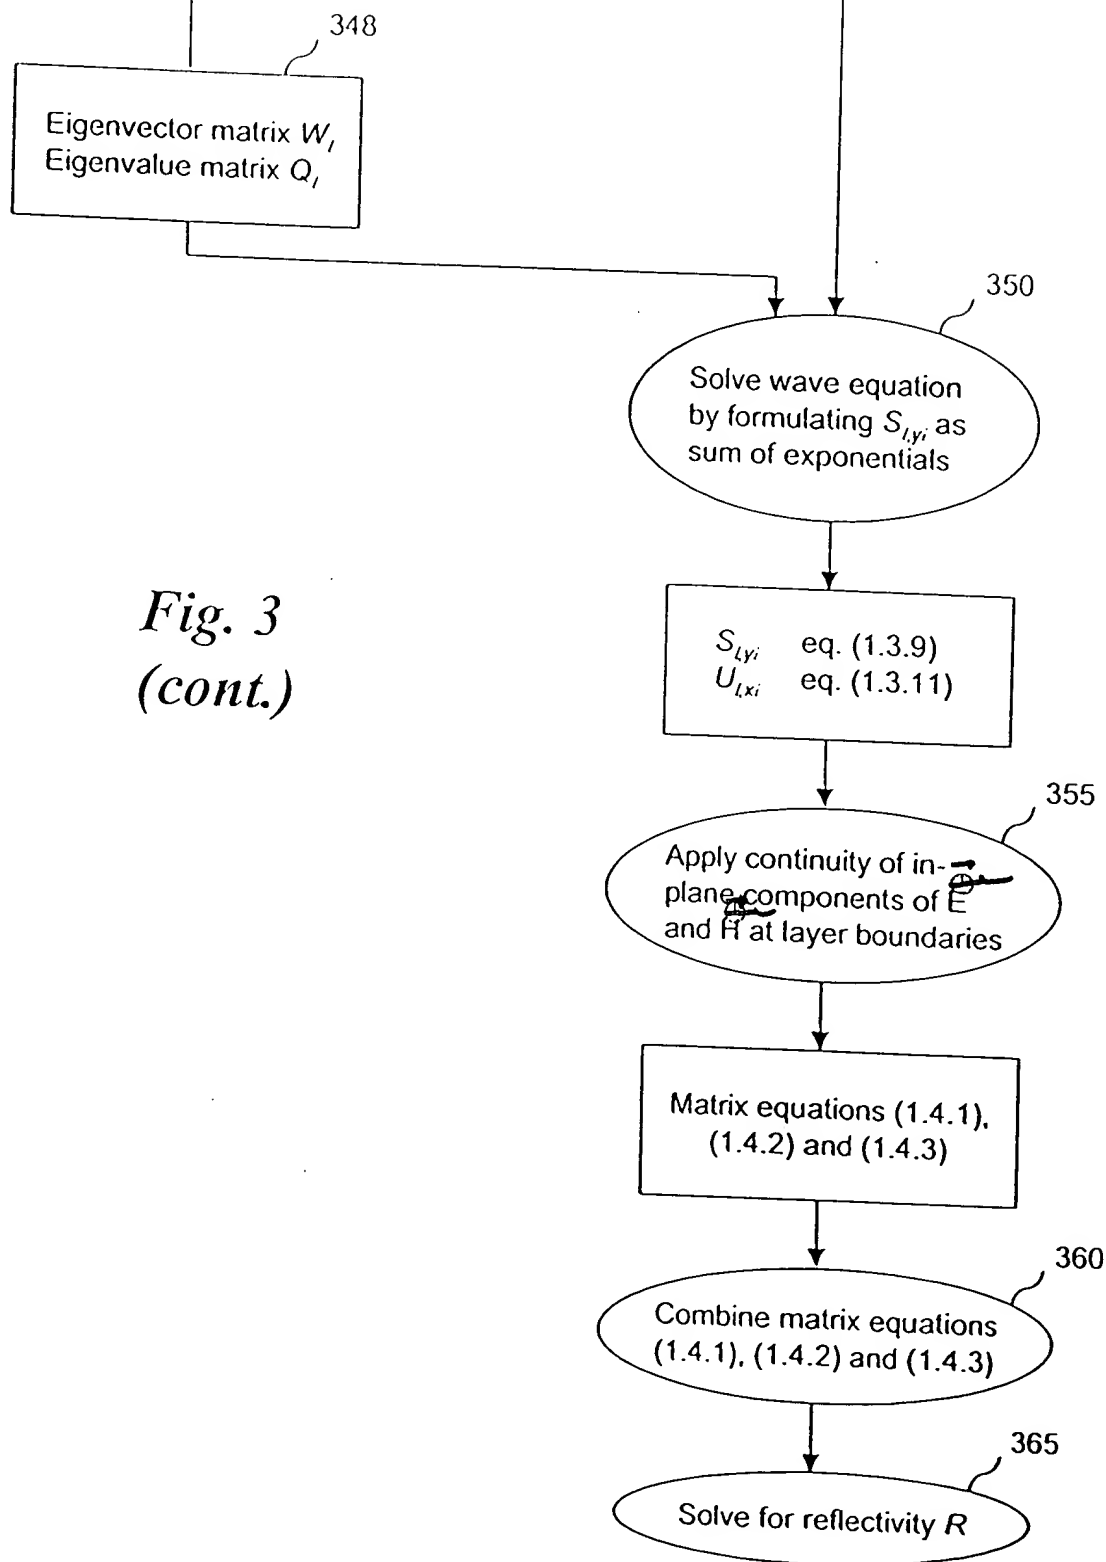 348
Eigenvector matrix W_l
Eigenvalue matrix Q_l
350
Solve wave equation
by formulating S_l,yi as
sum of exponentials
Fig. 3
(cont.)
S_l,yi eq. (1.3.9)
U_l,xi eq. (1.3.11)
355
Apply continuity of in-
plane components of E
and H at layer boundaries
Matrix equations (1.4.1),
(1.4.2) and (1.4.3)
360
Combine matrix equations
(1.4.1), (1.4.2) and (1.4.3)
365
Solve for reflectivity R